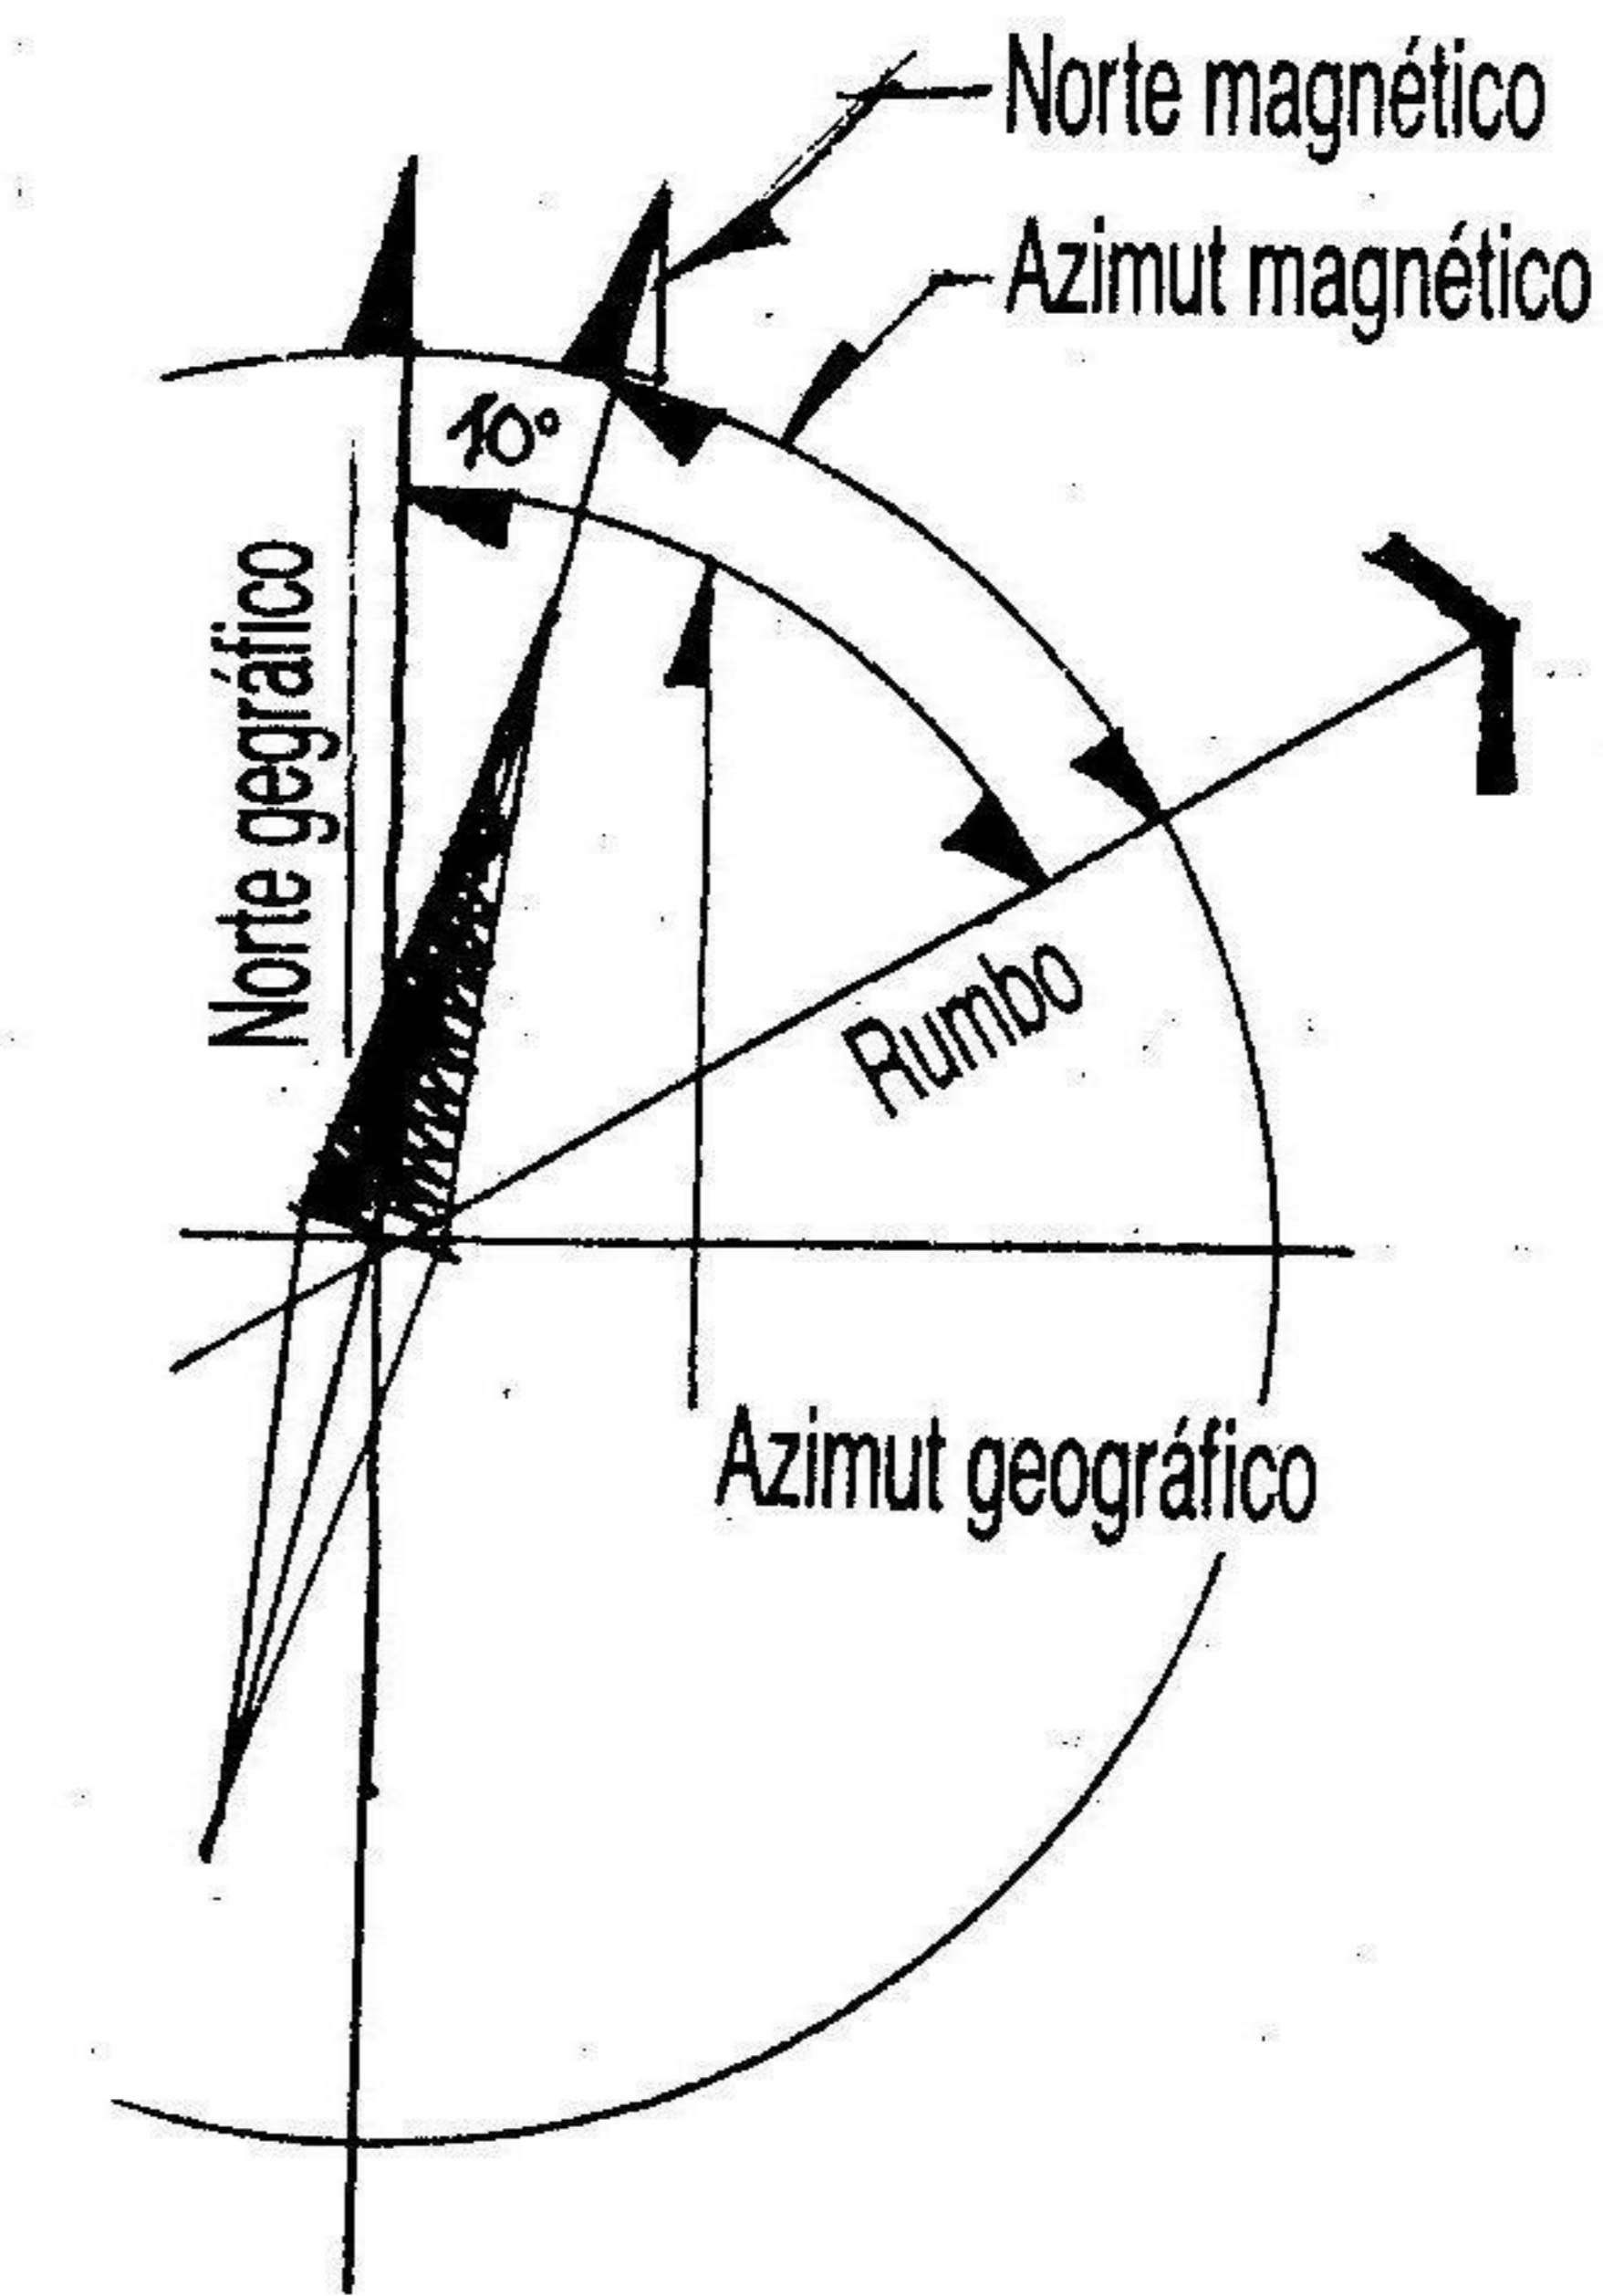 Norte magnético
Azimut magnético
10°
Norte gegráfico
Rumbo
Azimut geográfico